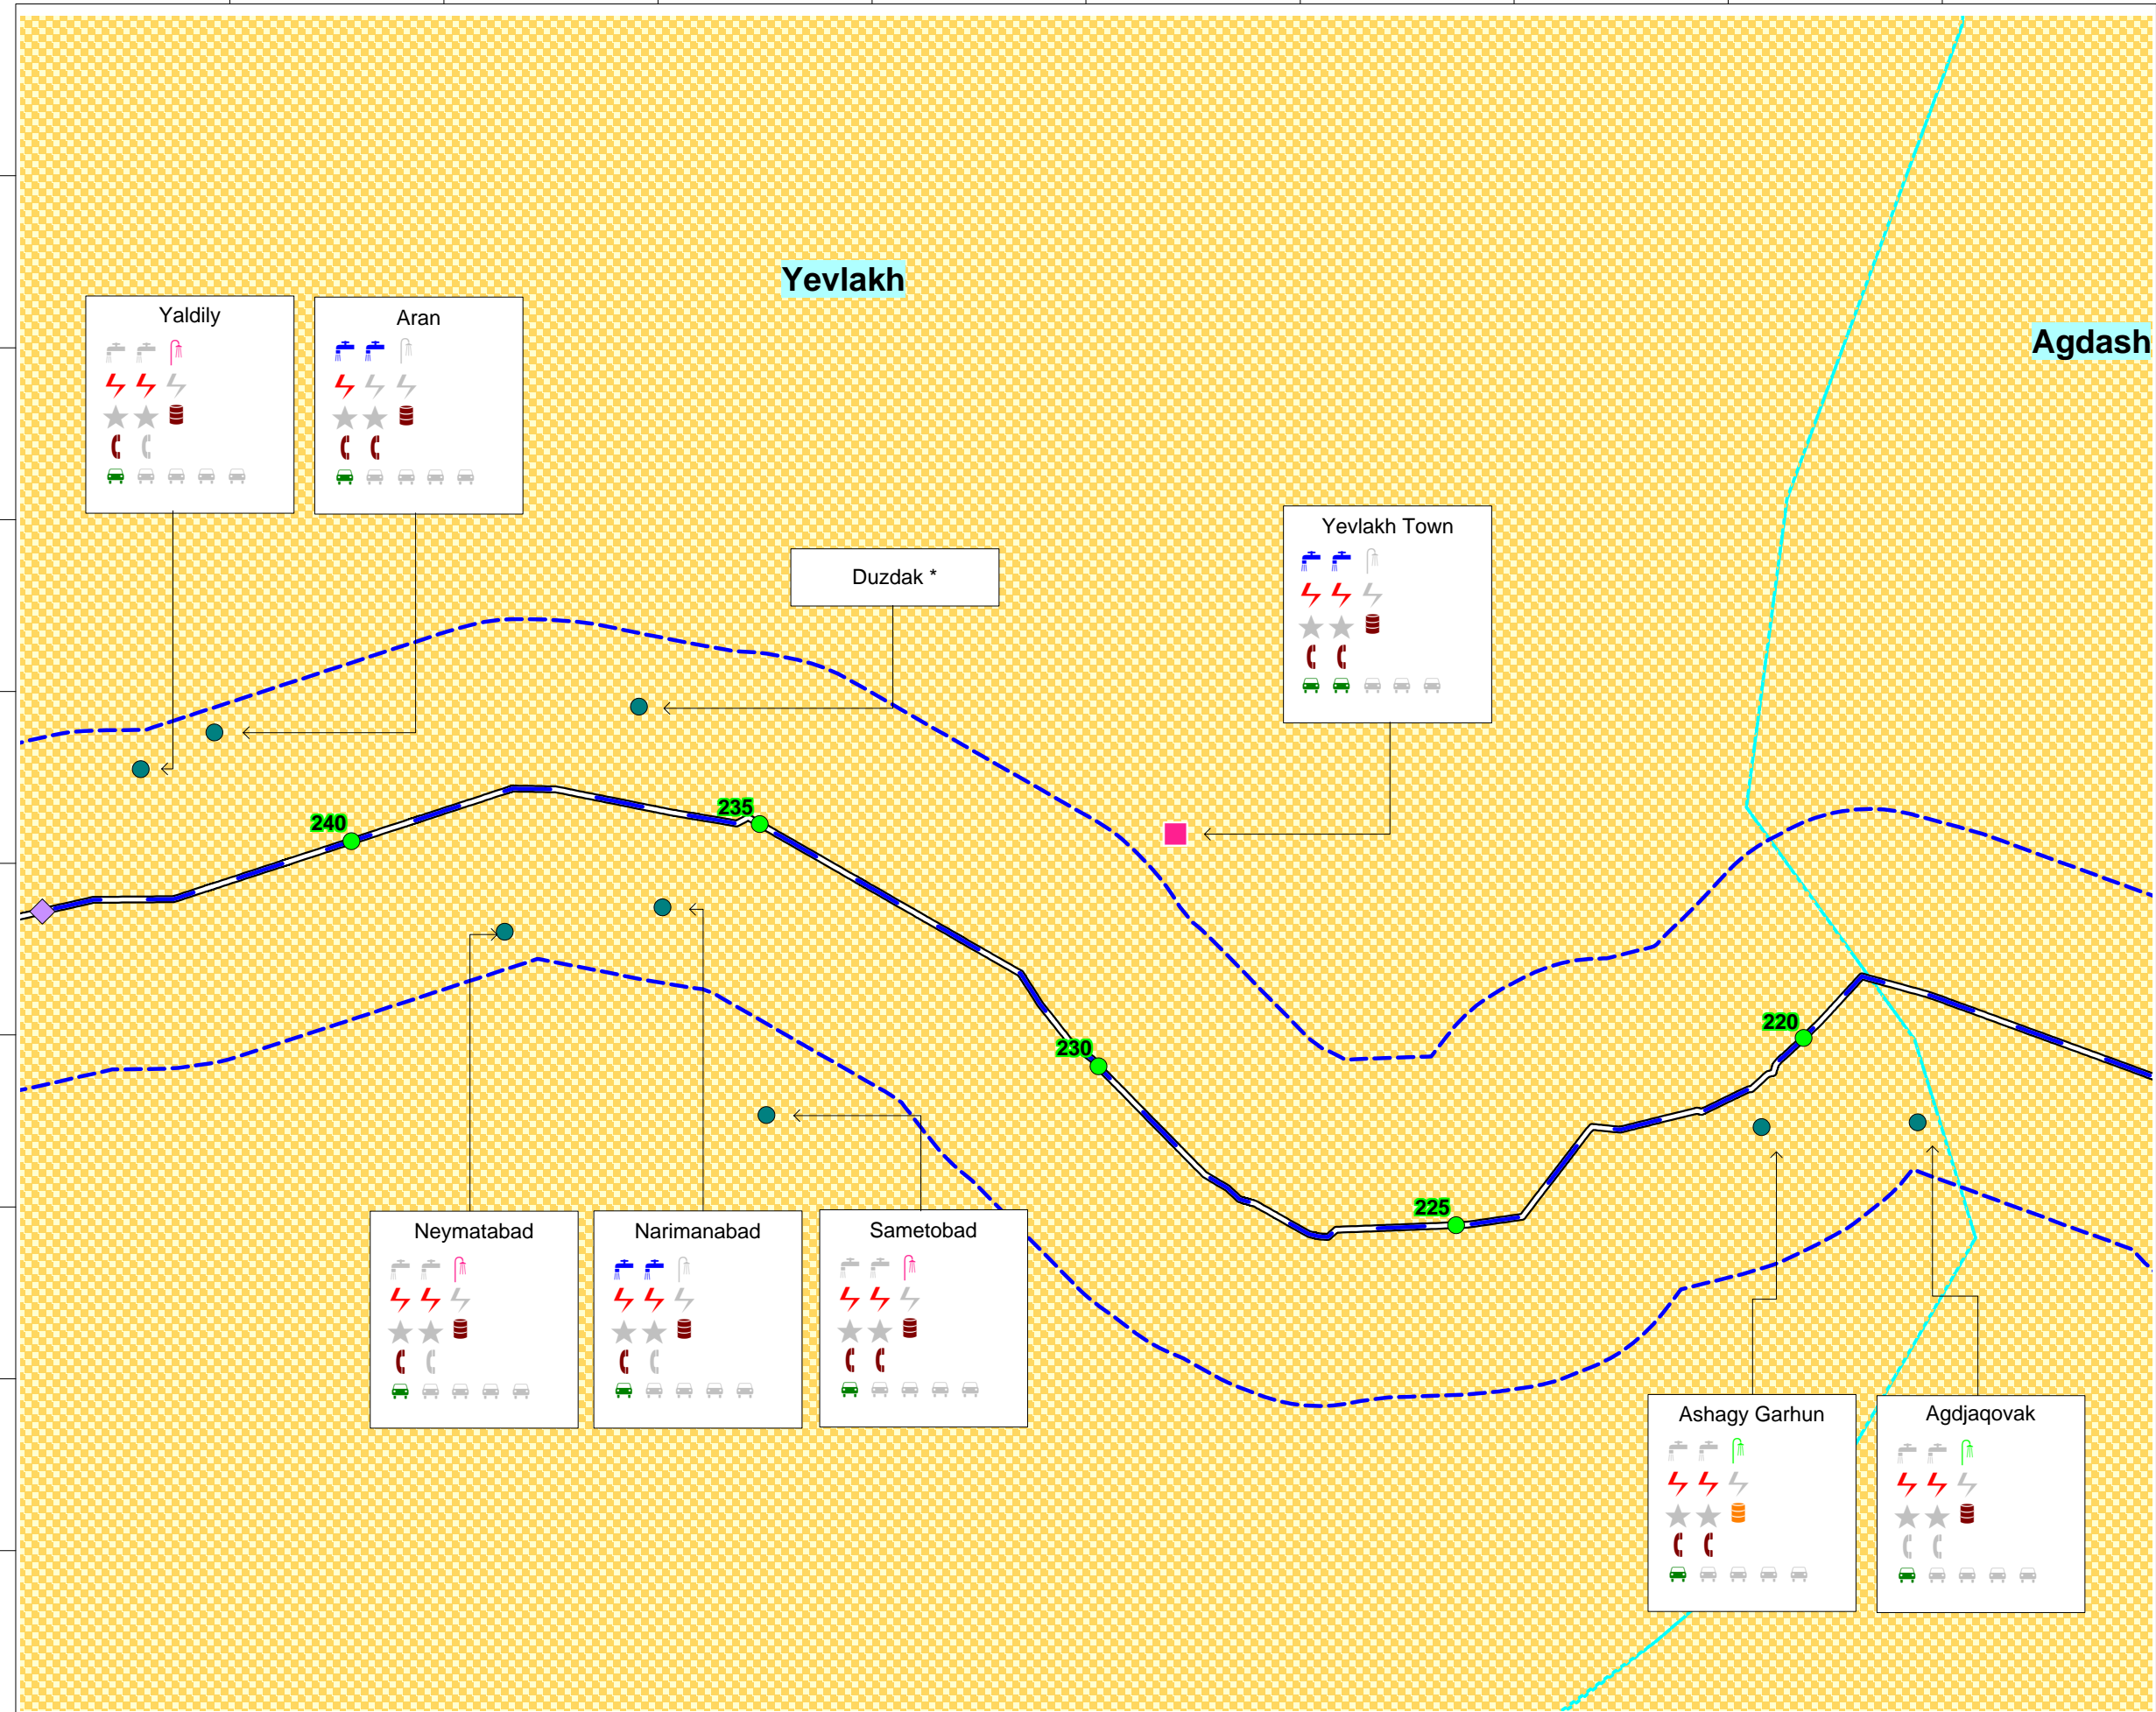 Yevlakh
Agdash
Yaldily
Aran
Yevlakh Town
Duzdak *
240
235
230
220
225
Neymatabad
Narimanabad
Sametobad
Ashagy Garhun
Agdjaqovak